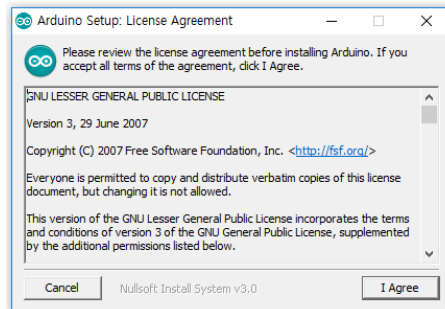 Arduino Setup: License Agreement
Please review the license agreement before installing Arduino. If you
accept all terms of the agreement, click I Agree.
GNU LESSER GENERAL PUBLIC LICENSE
Version 3, 29 June 2007
Copyright (C) 2007 Free Software Foundation, Inc. <http://fsf.org/>
Everyone is permitted to copy and distribute verbatim copies of this license
document, but changing it is not allowed.
This version of the GNU Lesser General Public License incorporates the terms
and conditions of version 3 of the GNU General Public License, supplemented
by the additional permissions listed below.
Cancel Nullsoft Install System v3.0 I Agree